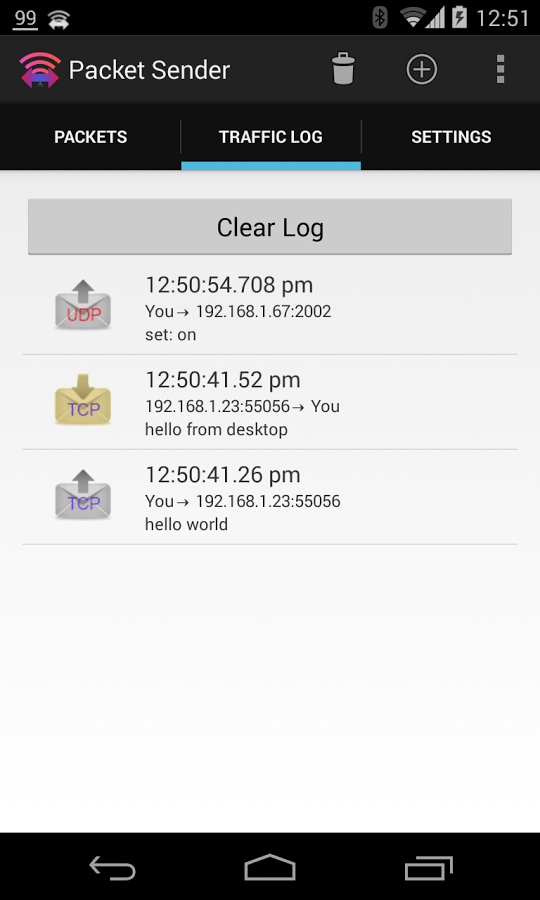 99
12:51
Packet Sender
PACKETS
TRAFFIC LOG
SETTINGS
Clear Log
12:50:54.708 pm
UDP
You→ 192.168.1.67:2002
set: on
12:50:41.52 pm
TCP
192.168.1.23:55056→ You
hello from desktop
12:50:41.26 pm
TCP
You→ 192.168.1.23:55056
hello world